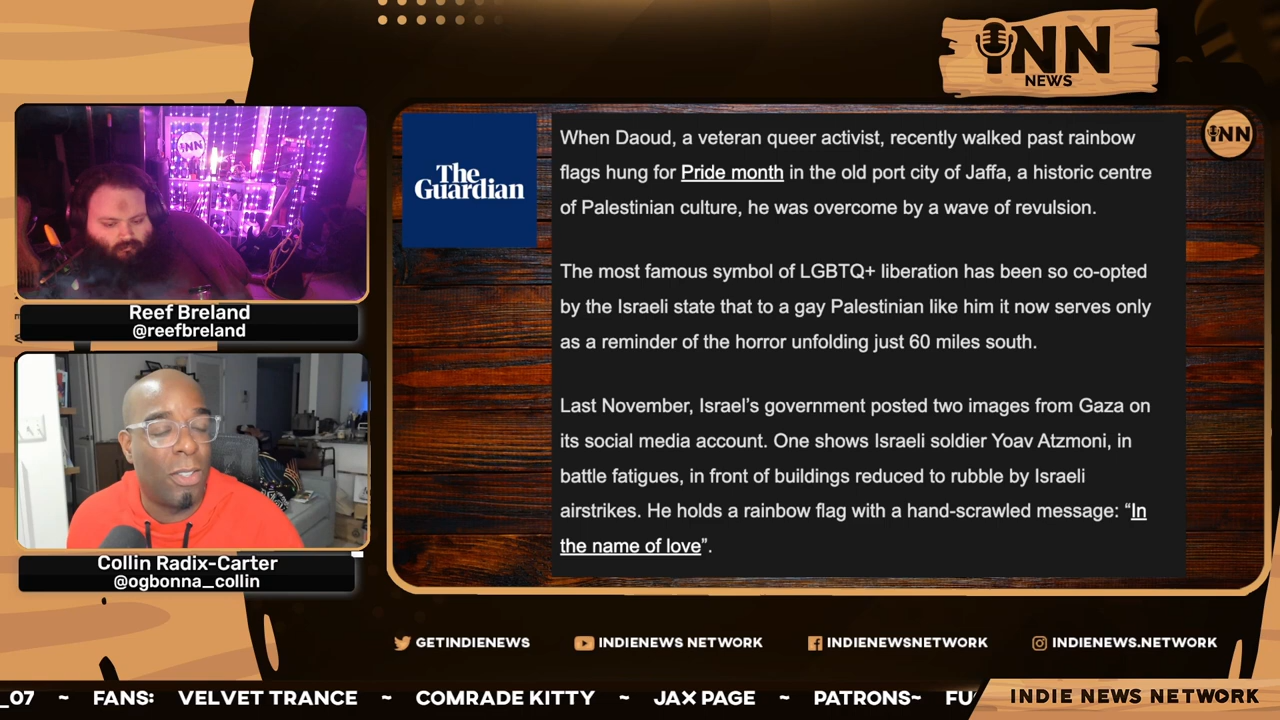 INN
NEWS
INN
INN
The
Guardian
When Daoud, a veteran queer activist, recently walked past rainbow
flags hung for Pride month in the old port city of Jaffa, a historic centre
of Palestinian culture, he was overcome by a wave of revulsion.
The most famous symbol of LGBTQ+ liberation has been so co-opted
by the Israeli state that to a gay Palestinian like him it now serves only
as a reminder of the horror unfolding just 60 miles south.
Last November, Israel’s government posted two images from Gaza on
its social media account. One shows Israeli soldier Yoav Atzmoni, in
battle fatigues, in front of buildings reduced to rubble by Israeli
airstrikes. He holds a rainbow flag with a hand-scrawled message: “In
the name of love”.
Reef Breland
@reefbreland
Collin Radix-Carter
@ogbonna_collin
GETINDIENEWS
INDIENEWS NETWORK
INDIENEWSNETWORK
INDIENEWS.NETWORK
_07 ~ FANS: VELVET TRANCE ~ COMRADE KITTY ~ JAX PAGE ~ PATRONS~ FU
INDIE NEWS NETWORK